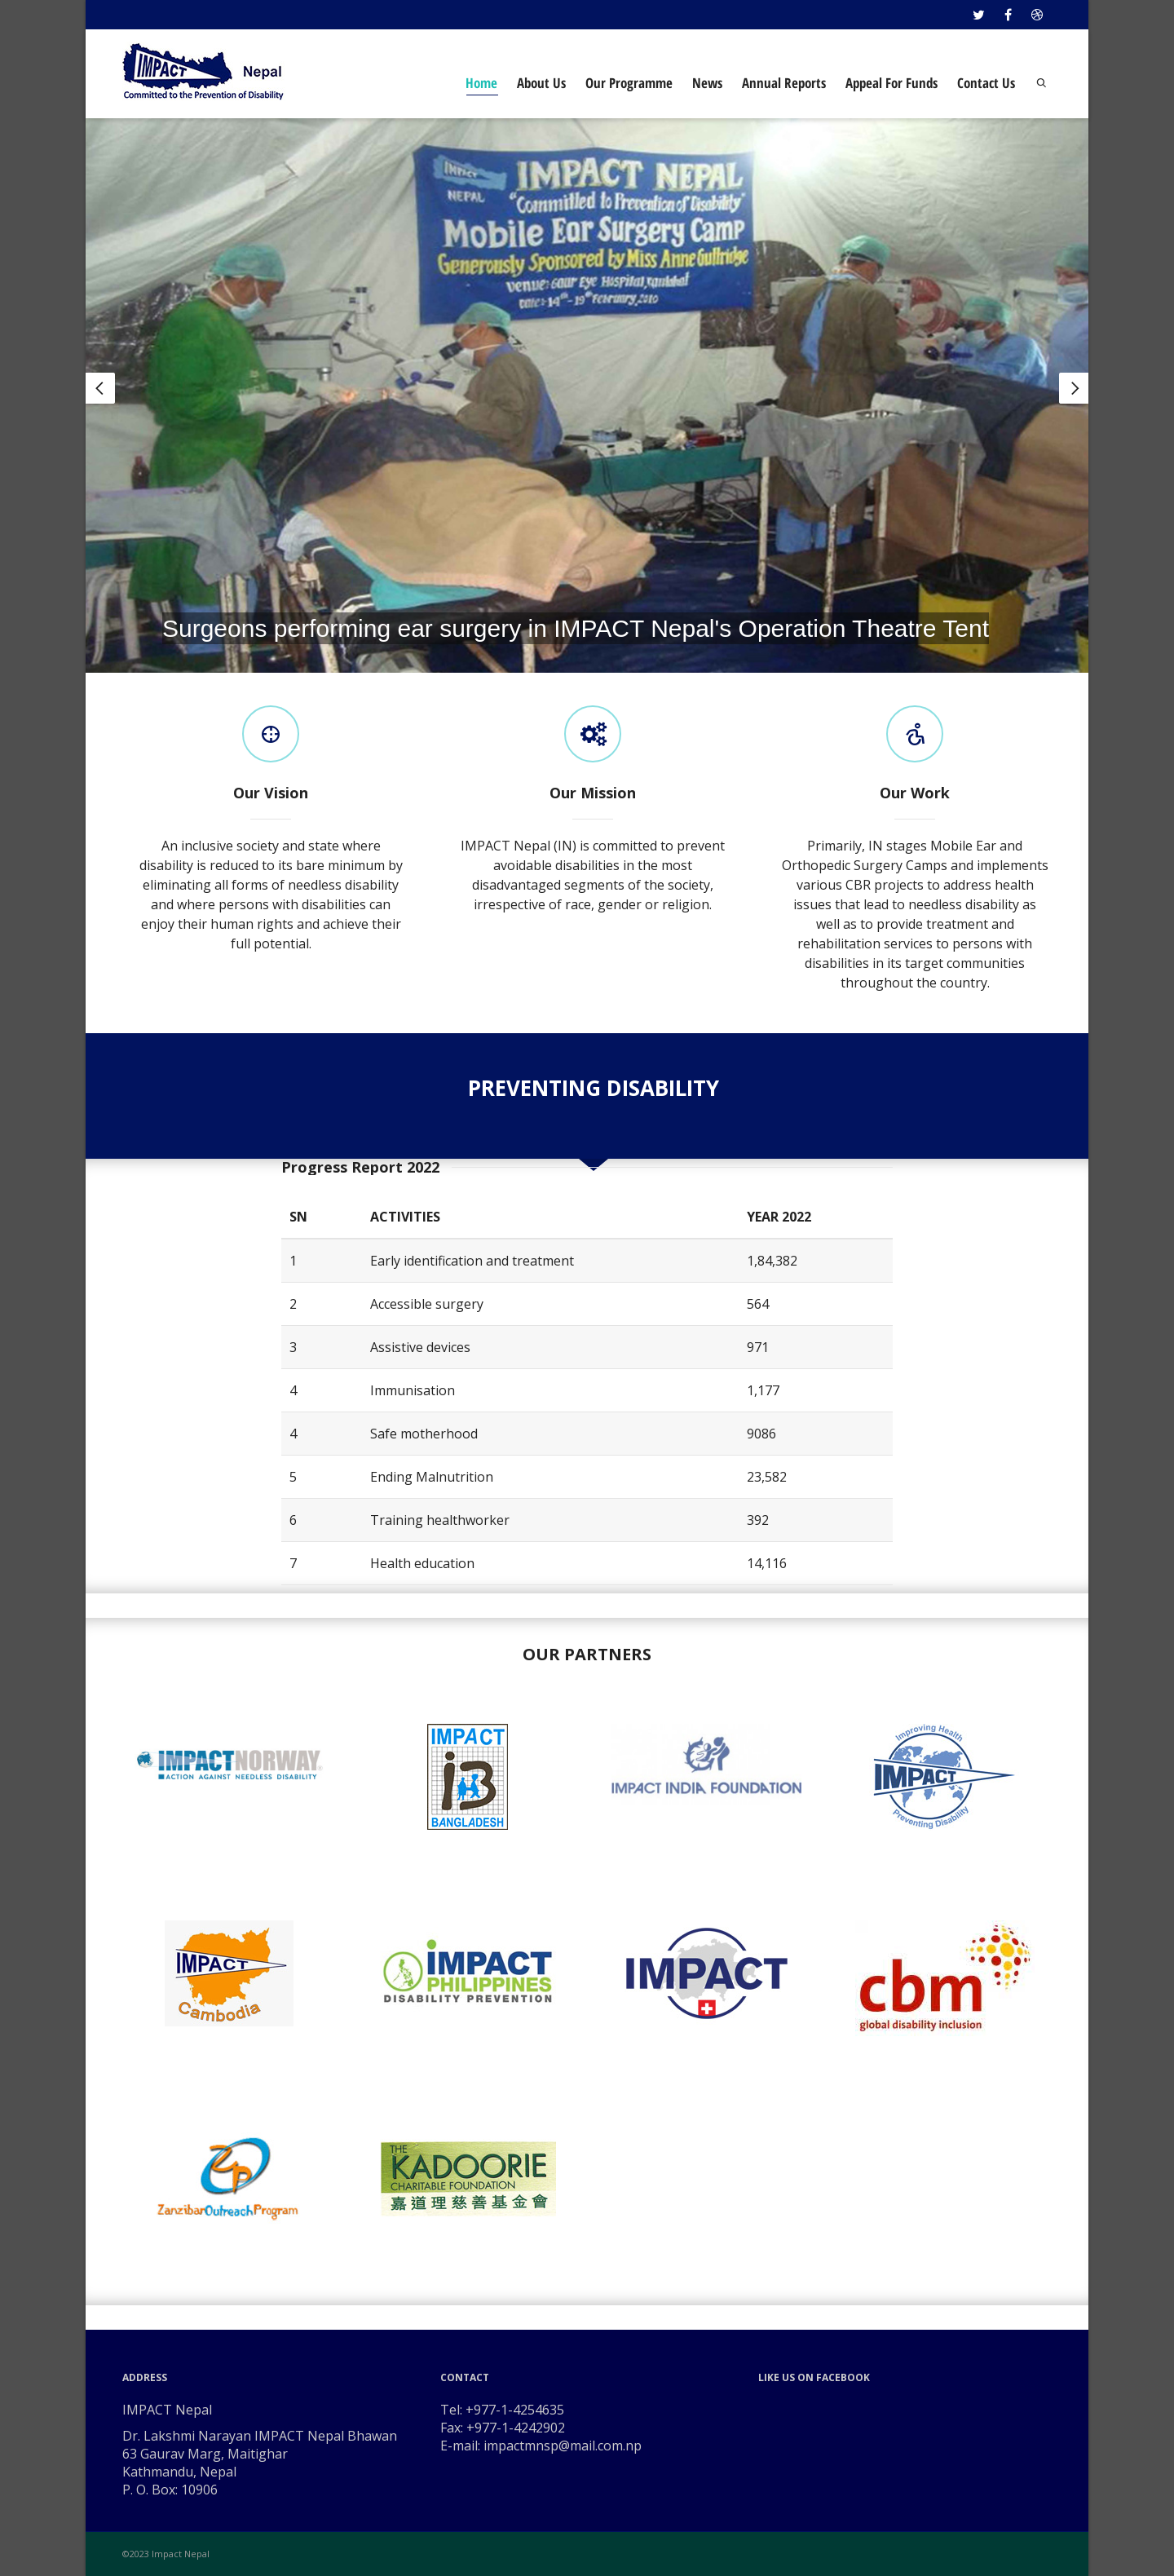 IMPACT
Nepal
Committed to the Prevention of Disability
Home About Us Our Programme News Annual Reports Appeal For Funds Contact Us
IMPACT NEPAL
NEPAL
"Committed to Prevention of Disability"
Mobile Ear Surgery Camp
Generously Sponsored by Miss Anne Gullridge
Venue: Gaur Eye Hospital,
Date: 14th - 19th February, 2010
Surgeons performing ear surgery in IMPACT Nepal's Operation Theatre Tent
Our Vision
An inclusive society and state where
disability is reduced to its bare minimum by
eliminating all forms of needless disability
and where persons with disabilities can
enjoy their human rights and achieve their
full potential.
Our Mission
IMPACT Nepal (IN) is committed to prevent
avoidable disabilities in the most
disadvantaged segments of the society,
irrespective of race, gender or religion.
Our Work
Primarily, IN stages Mobile Ear and
Orthopedic Surgery Camps and implements
various CBR projects to address health
issues that lead to needless disability as
well as to provide treatment and
rehabilitation services to persons with
disabilities in its target communities
throughout the country.
PREVENTING DISABILITY
Progress Report 2022
SN ACTIVITIES YEAR 2022
1 Early identification and treatment 1,84,382
2 Accessible surgery 564
3 Assistive devices 971
4 Immunisation 1,177
4 Safe motherhood 9086
5 Ending Malnutrition 23,582
6 Training healthworker 392
7 Health education 14,116
OUR PARTNERS
IMPACTNORWAY
ACTION AGAINST NEEDLESS DISABILITY
IMPACT
BANGLADESH
IMPACT INDIA FOUNDATION
Improving Health
IMPACT
Preventing Disability
IMPACT
Cambodia
IMPACT
PHILIPPINES
DISABILITY PREVENTION
IMPACT
cbm
global disability inclusion
ZanzibarOutreachProgram
THE
KADOORIE
CHARITABLE FOUNDATION
嘉道理慈善基金會
ADDRESS
IMPACT Nepal
Dr. Lakshmi Narayan IMPACT Nepal Bhawan
63 Gaurav Marg, Maitighar
Kathmandu, Nepal
P. O. Box: 10906
CONTACT
Tel: +977-1-4254635
Fax: +977-1-4242902
E-mail: impactmnsp@mail.com.np
LIKE US ON FACEBOOK
©2023 Impact Nepal